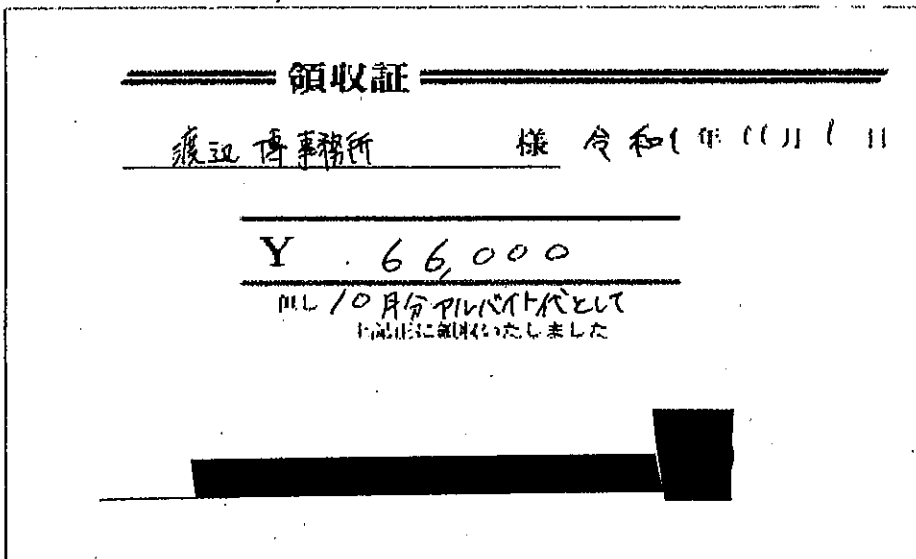 領収証
渡辺博事務所 様 令和1年11月1日
¥ 66,000
但し10月分アルバイト代として
上記正に領収いたしました